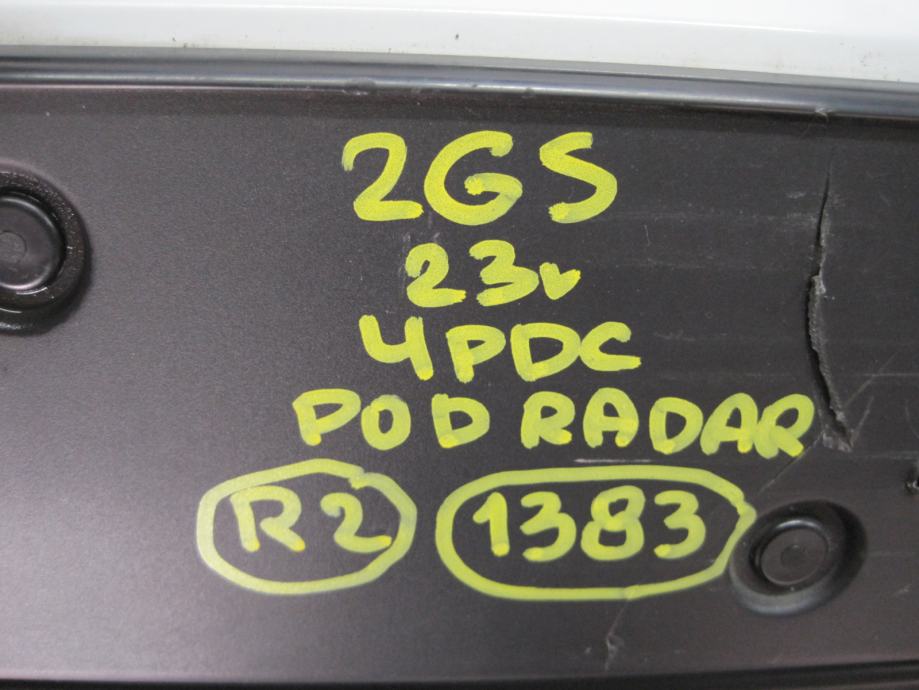 2GS
23v
4PDC
POD RADAR
R2 1383